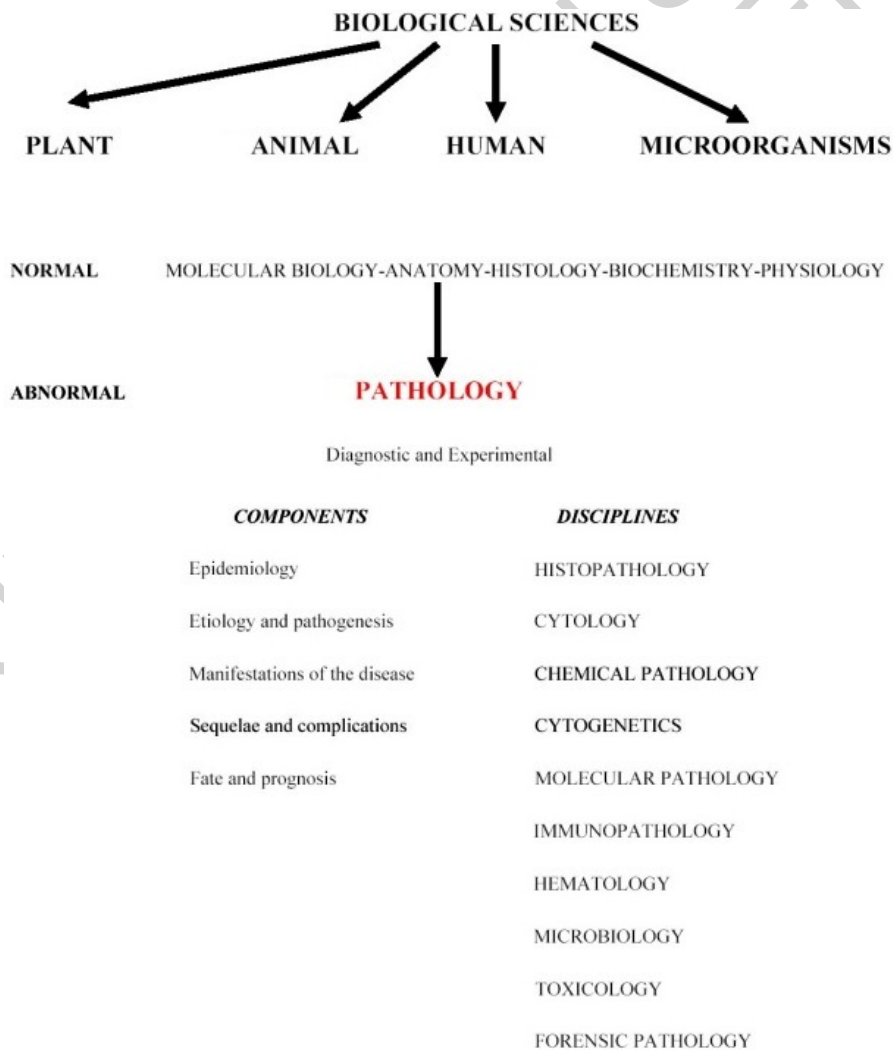 BIOLOGICAL SCIENCES
PLANT ANIMAL HUMAN MICROORGANISMS
NORMAL MOLECULAR BIOLOGY-ANATOMY-HISTOLOGY-BIOCHEMISTRY-PHYSIOLOGY
ABNORMAL PATHOLOGY
Diagnostic and Experimental
COMPONENTS DISCIPLINES
Epidemiology HISTOPATHOLOGY
Etiology and pathogenesis CYTOLOGY
Manifestations of the disease CHEMICAL PATHOLOGY
Sequelae and complications CYTOGENETICS
Fate and prognosis MOLECULAR PATHOLOGY
IMMUNOPATHOLOGY
HEMATOLOGY
MICROBIOLOGY
TOXICOLOGY
FORENSIC PATHOLOGY